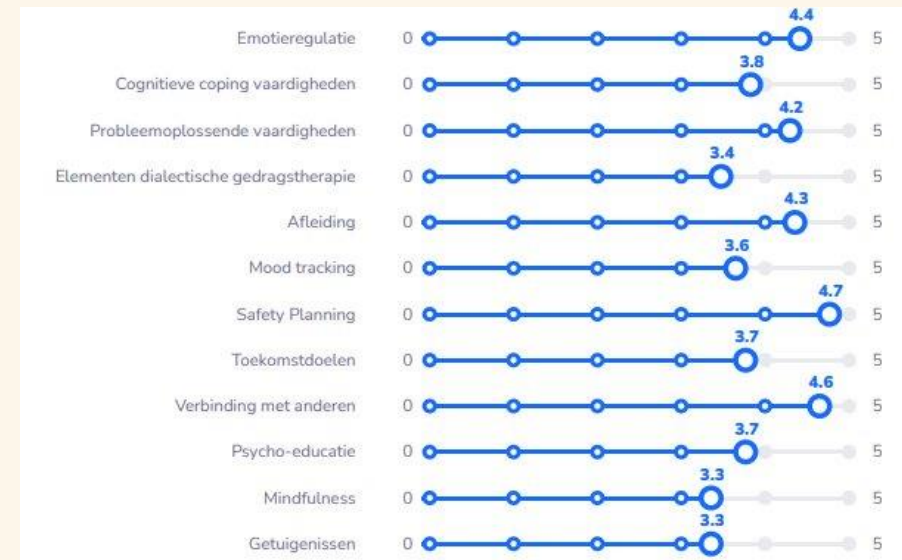 4.4
Emotieregulatie 0 5
3.8
Cognitieve coping vaardigheden 0 5
4.2
Probleemoplossende vaardigheden 0 5
3.4
Elementen dialectische gedragstherapie 0 5
4.3
Afleiding 0 5
3.6
Mood tracking 0 5
4.7
Safety Planning 0 5
3.7
Toekomstdoelen 0 5
4.6
Verbinding met anderen 0 5
3.7
Psycho-educatie 0 5
3.3
Mindfulness 0 5
3.3
Getuigenissen 0 5